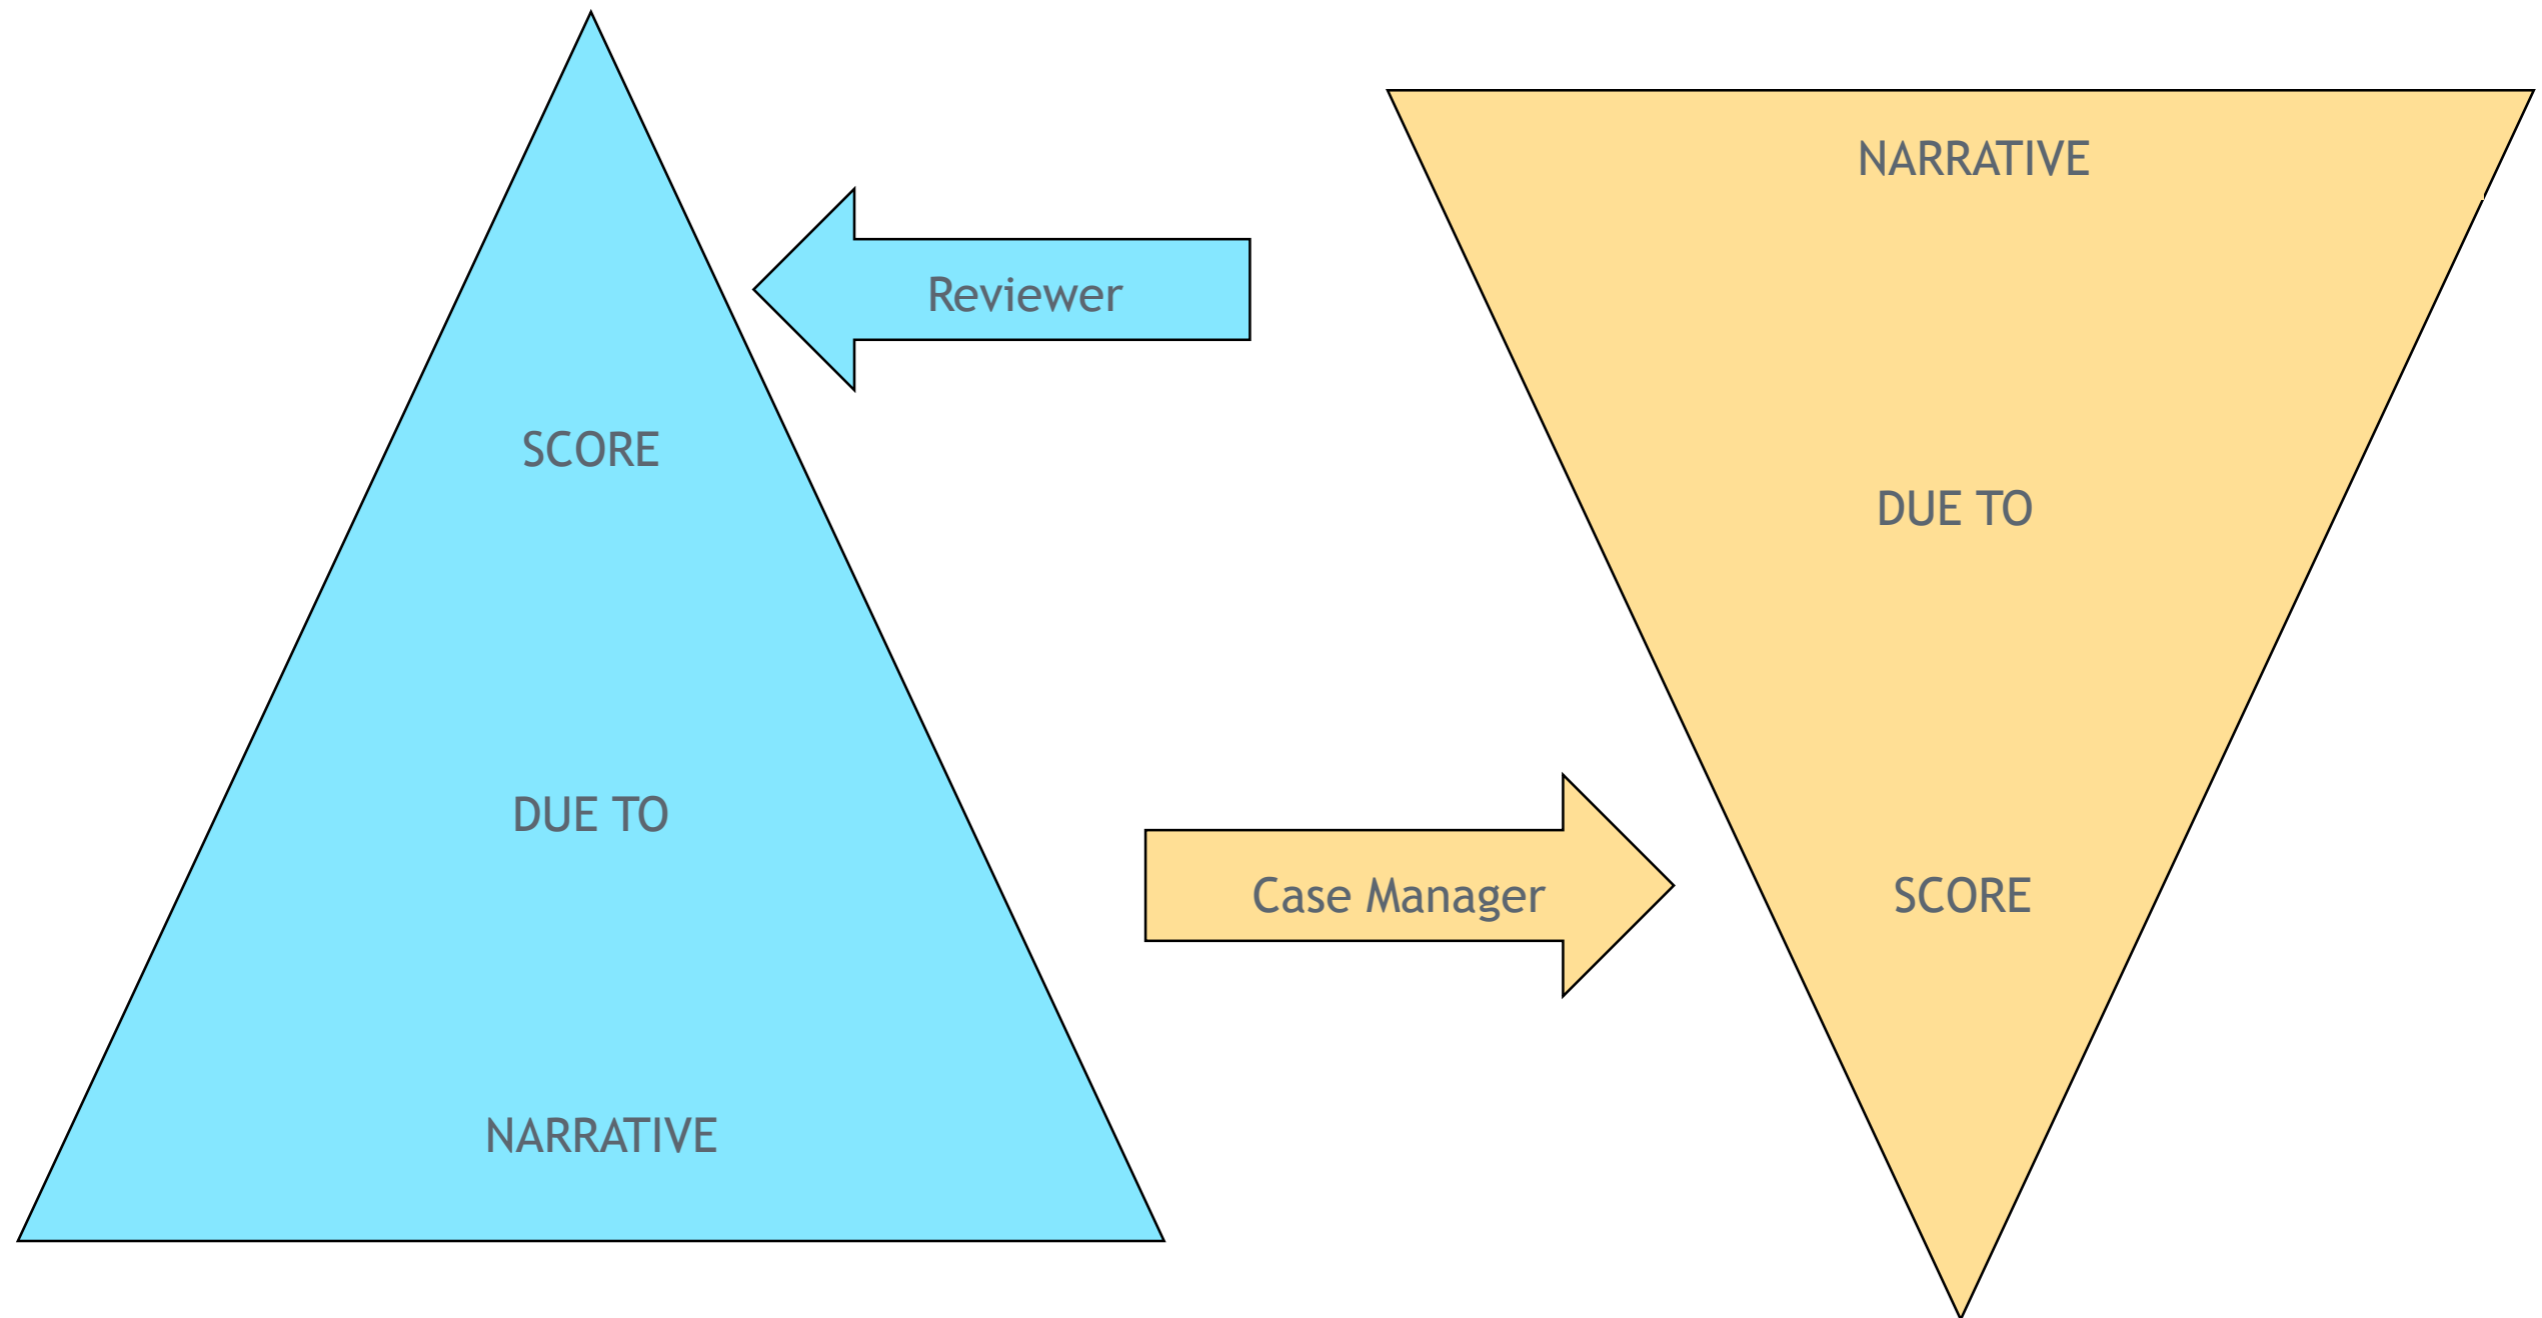 SCORE
DUE TO
NARRATIVE
Reviewer
Case Manager
NARRATIVE
DUE TO
SCORE